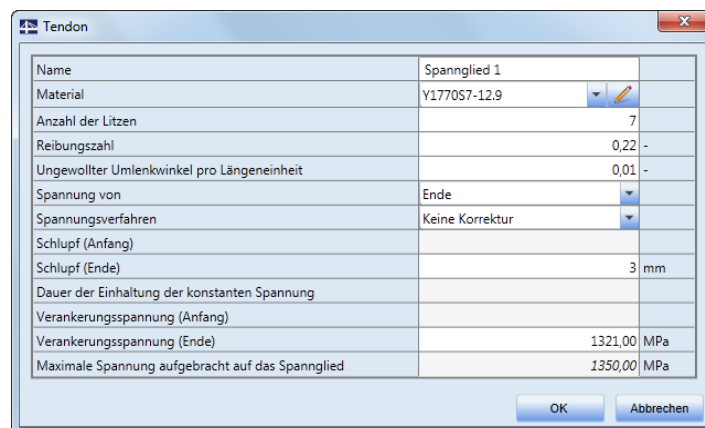 Tendon
Name Spannglied 1
Material Y1770S7-12.9
Anzahl der Litzen 7
Reibungszahl 0,22 -
Ungewollter Umlenkwinkel pro Längeneinheit 0,01 -
Spannung von Ende
Spannungsverfahren Keine Korrektur
Schlupf (Anfang)
Schlupf (Ende) 3 mm
Dauer der Einhaltung der konstanten Spannung
Verankerungsspannung (Anfang)
Verankerungsspannung (Ende) 1321,00 MPa
Maximale Spannung aufgebracht auf das Spannglied 1350,00 MPa
OK Abbrechen